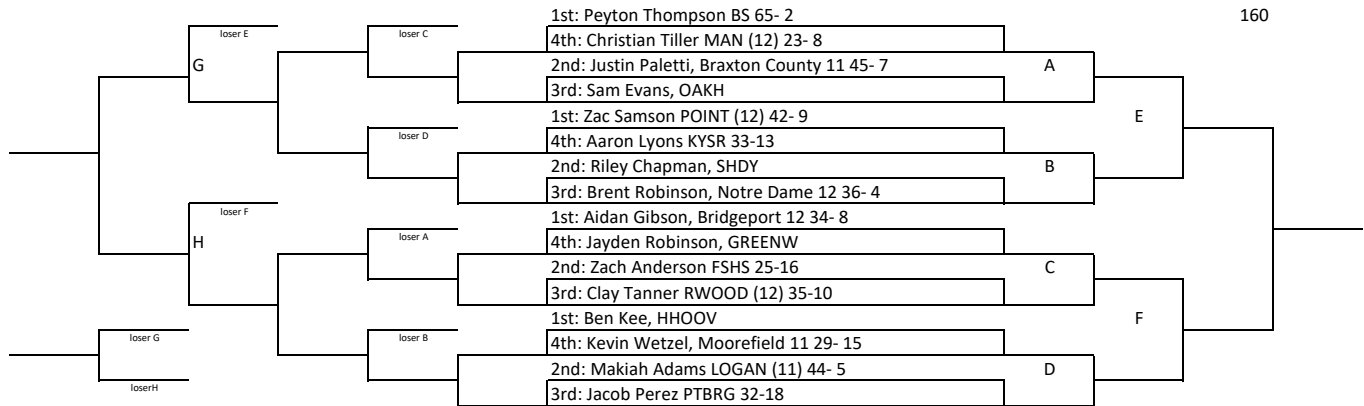 1st: Peyton Thompson BS 65- 2
160
loser E
loser C
4th: Christian Tiller MAN (12) 23- 8
G
2nd: Justin Paletti, Braxton County 11 45- 7
A
3rd: Sam Evans, OAKH
1st: Zac Samson POINT (12) 42- 9
E
loser D
4th: Aaron Lyons KYSR 33-13
2nd: Riley Chapman, SHDY
B
3rd: Brent Robinson, Notre Dame 12 36- 4
loser F
1st: Aidan Gibson, Bridgeport 12 34- 8
H
loser A
4th: Jayden Robinson, GREENW
2nd: Zach Anderson FSHS 25-16
C
3rd: Clay Tanner RWOOD (12) 35-10
1st: Ben Kee, HHOOV
F
loser G
loser B
4th: Kevin Wetzel, Moorefield 11 29- 15
2nd: Makiah Adams LOGAN (11) 44- 5
D
loserH
3rd: Jacob Perez PTBRG 32-18